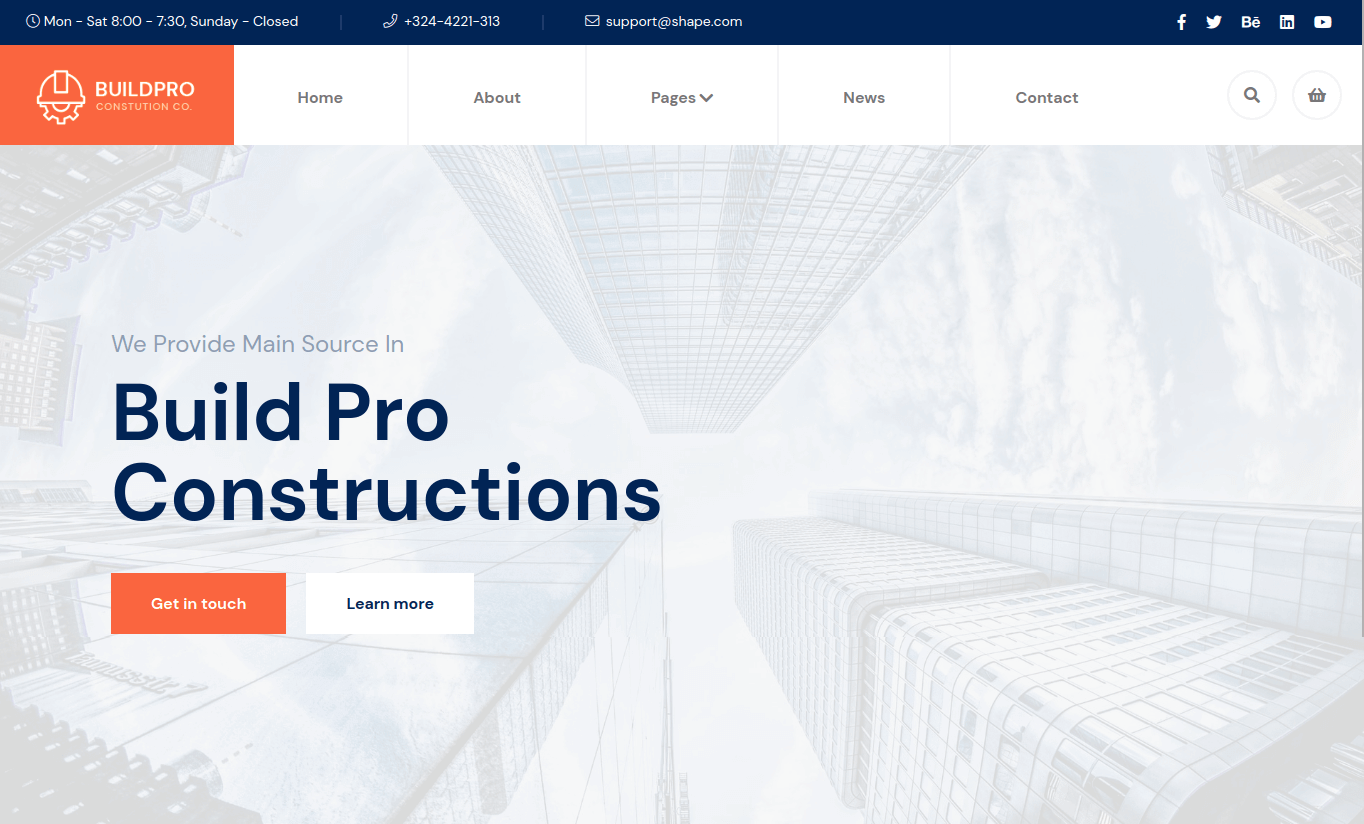 Mon - Sat 8:00 - 7:30, Sunday - Closed
+324-4221-313
support@shape.com
Bē
BUILDPRO
CONSTUTION CO.
Home
About
Pages
News
Contact
We Provide Main Source In
Build Pro
Constructions
Get in touch
Learn more